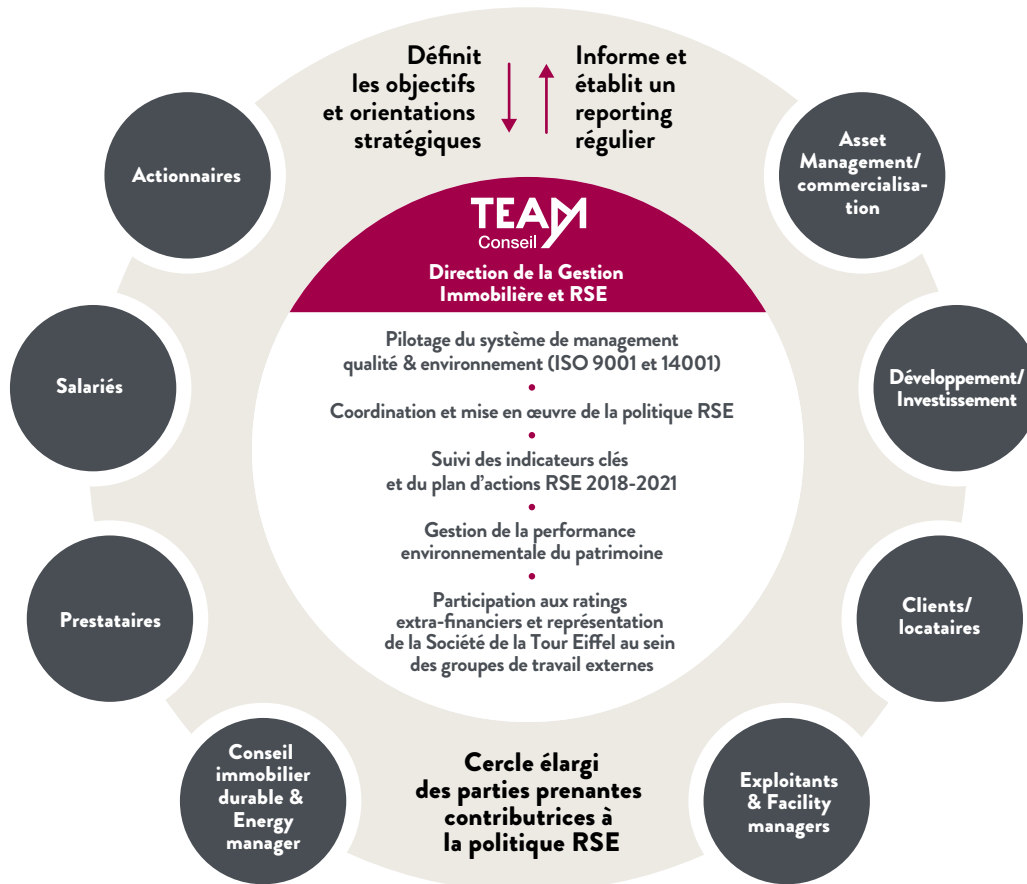 Définit
les objectifs
et orientations
stratégiques
Informe et
établit un
reporting
régulier
Actionnaires
Asset
Management/
commercialisa-
tion
TEAM
Conseil
Direction de la Gestion
Immobilière et RSE
Pilotage du système de management
qualité & environnement (ISO 9001 et 14001)
Coordination et mise en œuvre de la politique RSE
Suivi des indicateurs clés
et du plan d'actions RSE 2018-2021
Gestion de la performance
environnementale du patrimoine
Participation aux ratings
extra-financiers et représentation
de la Société de la Tour Eiffel au sein
des groupes de travail externes
Salariés
Développement/
Investissement
Prestataires
Clients/
locataires
Conseil
immobilier
durable &
Energy
manager
Cercle élargi
des parties prenantes
contributrices à
la politique RSE
Exploitants
& Facility
managers